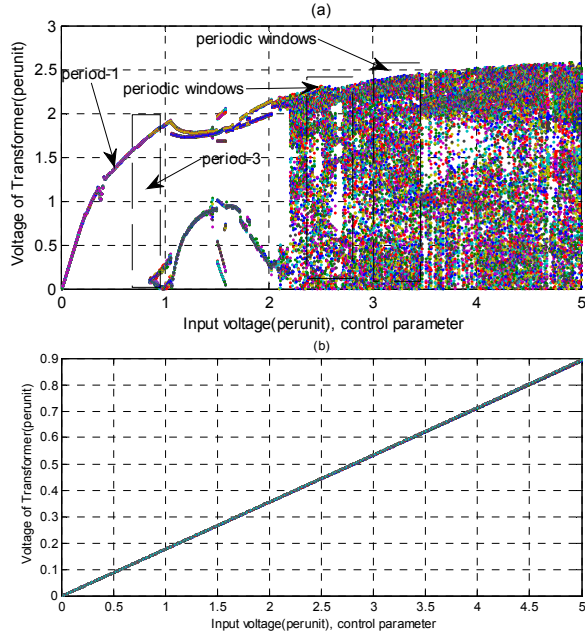 (a)
3
2.5
2
1.5
1
0.5
0
periodic windows
period-1
periodic windows
period-3
Voltage of Transformer(perunit)
0 1 2 3 4 5
Input voltage(perunit), control parameter
(b)
0.9
0.8
0.7
0.6
0.5
0.4
0.3
0.2
0.1
0
Voltage of Transformer(perunit)
0 0.5 1 1.5 2 2.5 3 3.5 4 4.5 5
Input voltage(perunit), control parameter